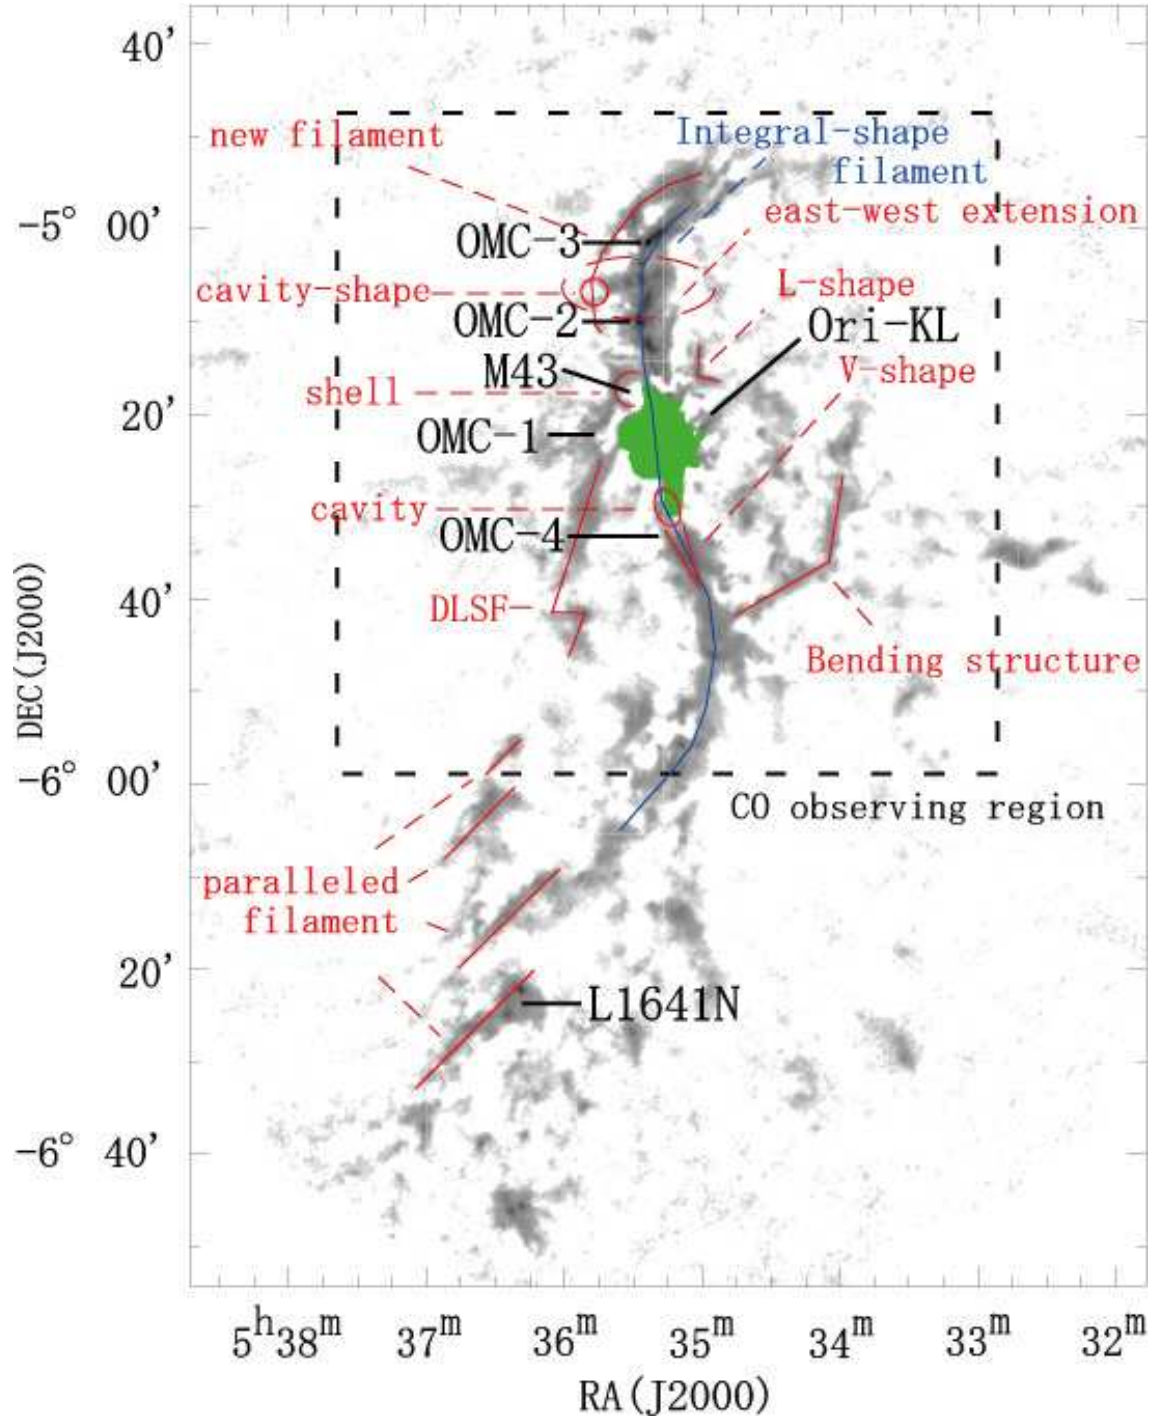 40'
new filament
Integral-shape
filament
-5° 00'
east-west extension
OMC-3
cavity-shape
L-shape
OMC-2
Ori-KL
M43
V-shape
shell
20'
OMC-1
cavity
OMC-4
40'
DLSF
Bending structure
DEC(J2000)
-6° 00'
CO observing region
paralleled
filament
20'
L1641N
-6° 40'
5h38m 37m 36m 35m 34m 33m 32m
RA(J2000)